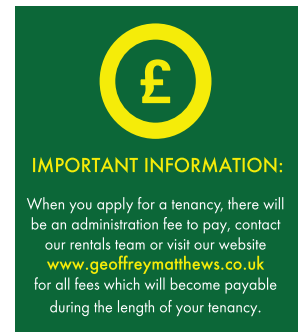 £
IMPORTANT INFORMATION:
When you apply for a tenancy, there will
be an administration fee to pay, contact
our rentals team or visit our website
www.geoffreymatthews.co.uk
for all fees which will become payable
during the length of your tenancy.